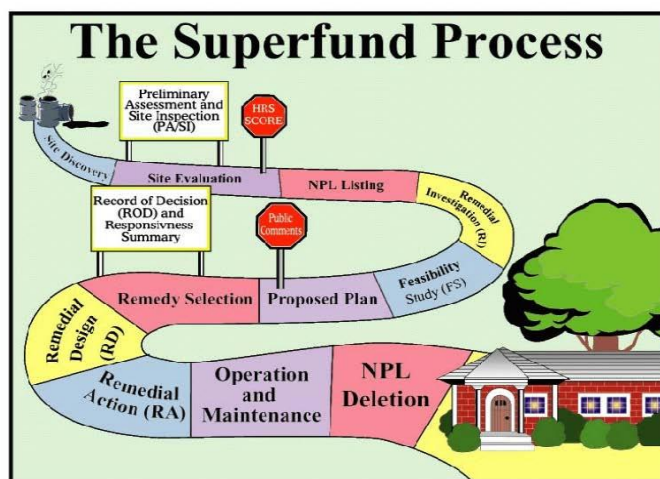 The Superfund Process
Preliminary
Assessment and
Site Inspection
(PA/SI)
HRS
SCORE
Site Discovery
Site Evaluation
NPL Listing
Remedial
Investigation (RI)
Record of Decision
(ROD) and
Responsivness
Summary
Public
Comments
Feasibility
Study (FS)
Proposed Plan
Remedy Selection
Remedial
Design
(RD)
Remedial
Action (RA)
Operation
and
Maintenance
NPL
Deletion